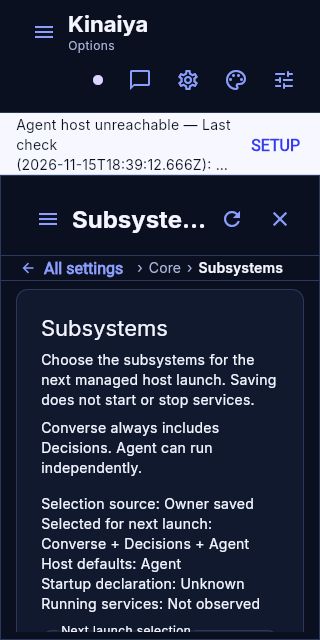 Kinaiya
Options
Agent host unreachable — Last
check
(2026-11-15T18:39:12.666Z): ...
SETUP
Subsyste...
All settings › Core › Subsystems
Subsystems
Choose the subsystems for the
next managed host launch. Saving
does not start or stop services.
Converse always includes
Decisions. Agent can run
independently.
Selection source: Owner saved
Selected for next launch:
Converse + Decisions + Agent
Host defaults: Agent
Startup declaration: Unknown
Running services: Not observed
Next launch selection